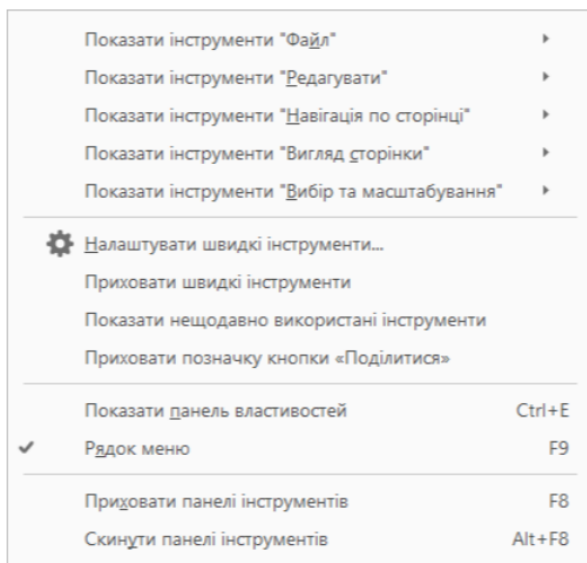 Показати інструменти "Файл"
Показати інструменти "Редагувати"
Показати інструменти "Навігація по сторінці"
Показати інструменти "Вигляд сторінки"
Показати інструменти "Вибір та масштабування"
Налаштувати швидкі інструменти...
Приховати швидкі інструменти
Показати нещодавно використані інструменти
Приховати позначку кнопки «Поділитися»
Показати панель властивостей Ctrl+E
Рядок меню F9
Приховати панелі інструментів F8
Скинути панелі інструментів Alt+F8